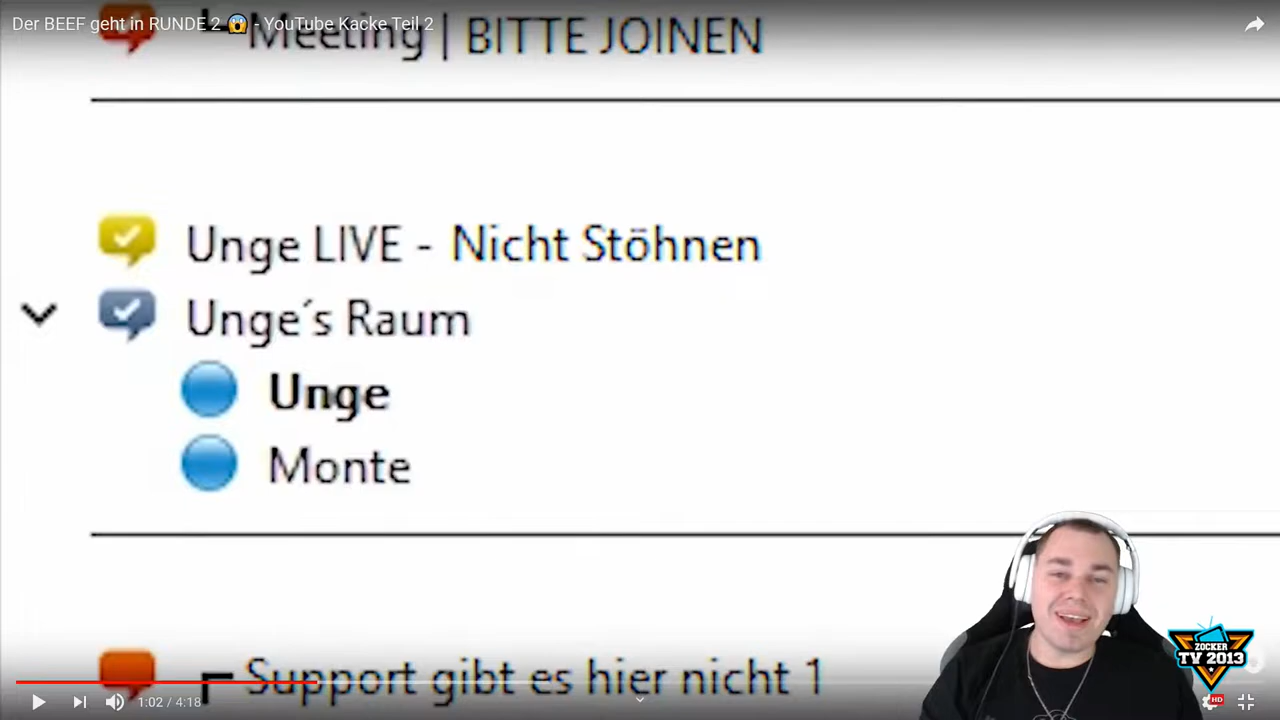 Der BEEF geht in RUNDE 2 😱 - YouTube Kacke Teil 2
Meeting | BITTE JOINEN
Unge LIVE - Nicht Stöhnen
Unge´s Raum
Unge
Monte
Support gibt es hier nicht 1
ZOCKER
TV 2013
1:02 / 4:18
HD